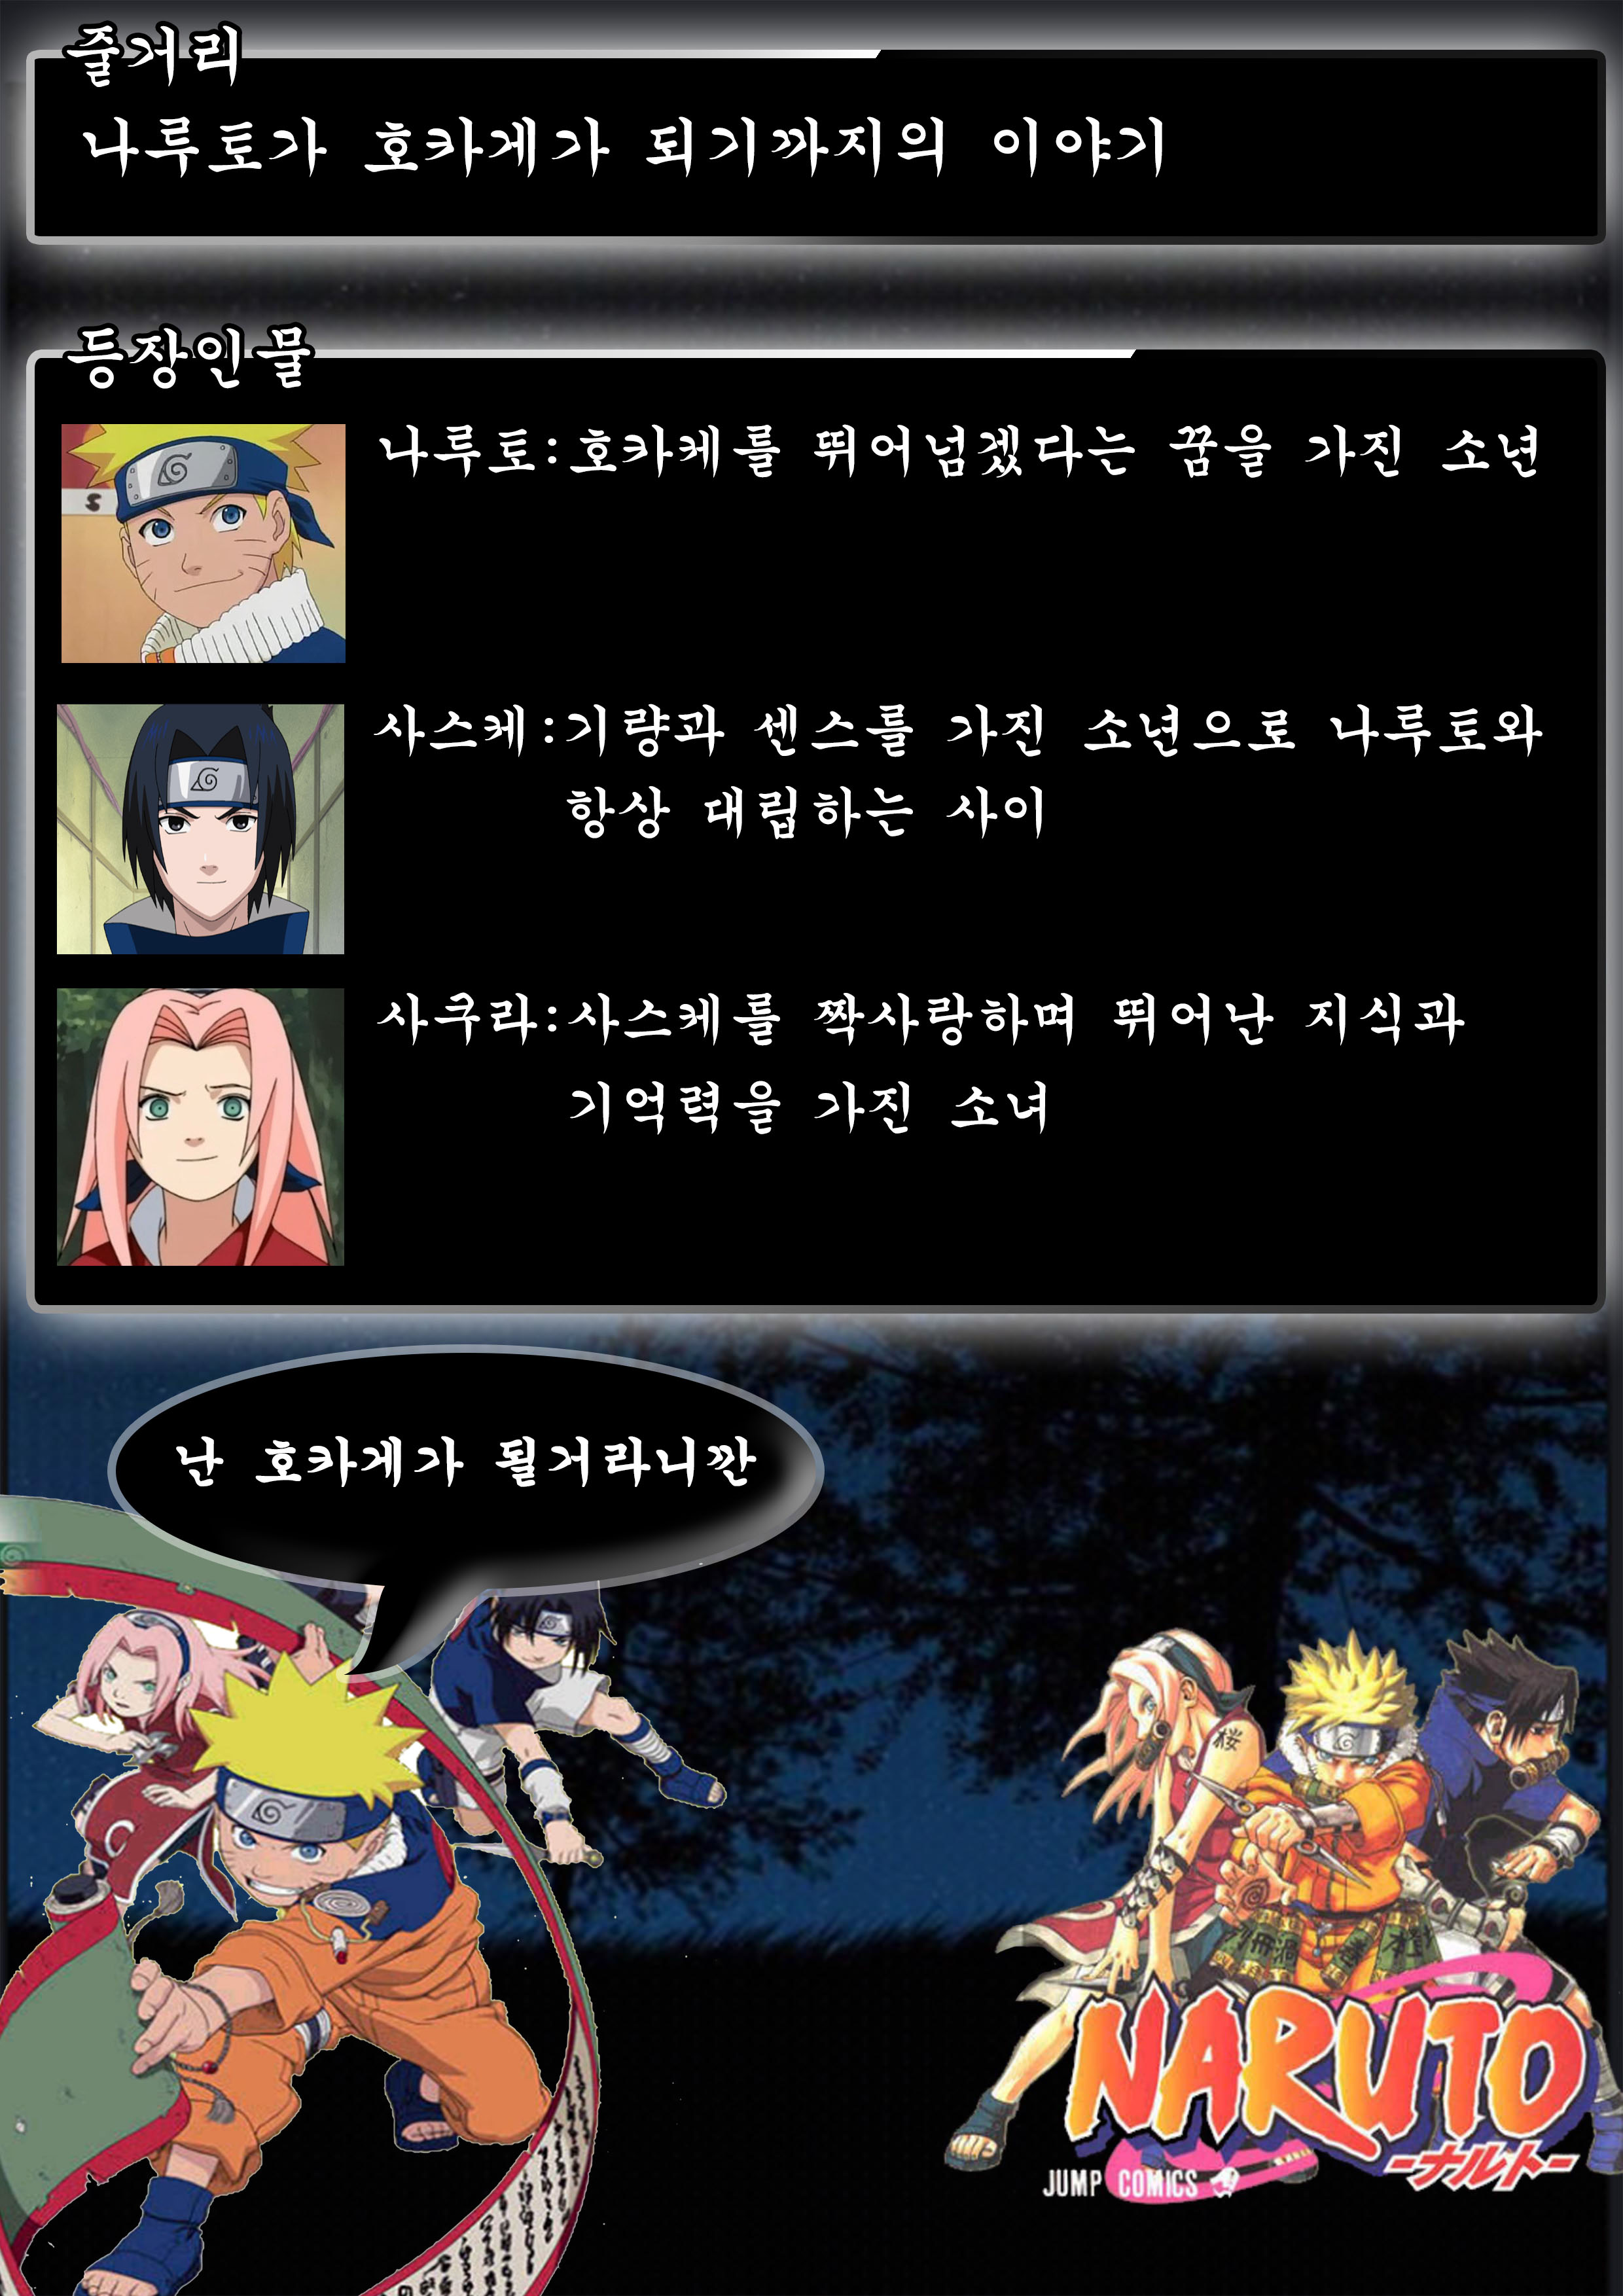 줄거리
나루토가 호카게가 되기까지의 이야기
등장인물
나루토:호카케를 뛰어넘겠다는 꿈을 가진 소년
사스케:기량과 센스를 가진 소년으로 나루토와
항상 대립하는 사이
사쿠라:사스케를 짝사랑하며 뛰어난 지식과
기억력을 가진 소녀
난 호카게가 될거라니깐
桜
NARUTO
-ナルト-
JUMP COMICS